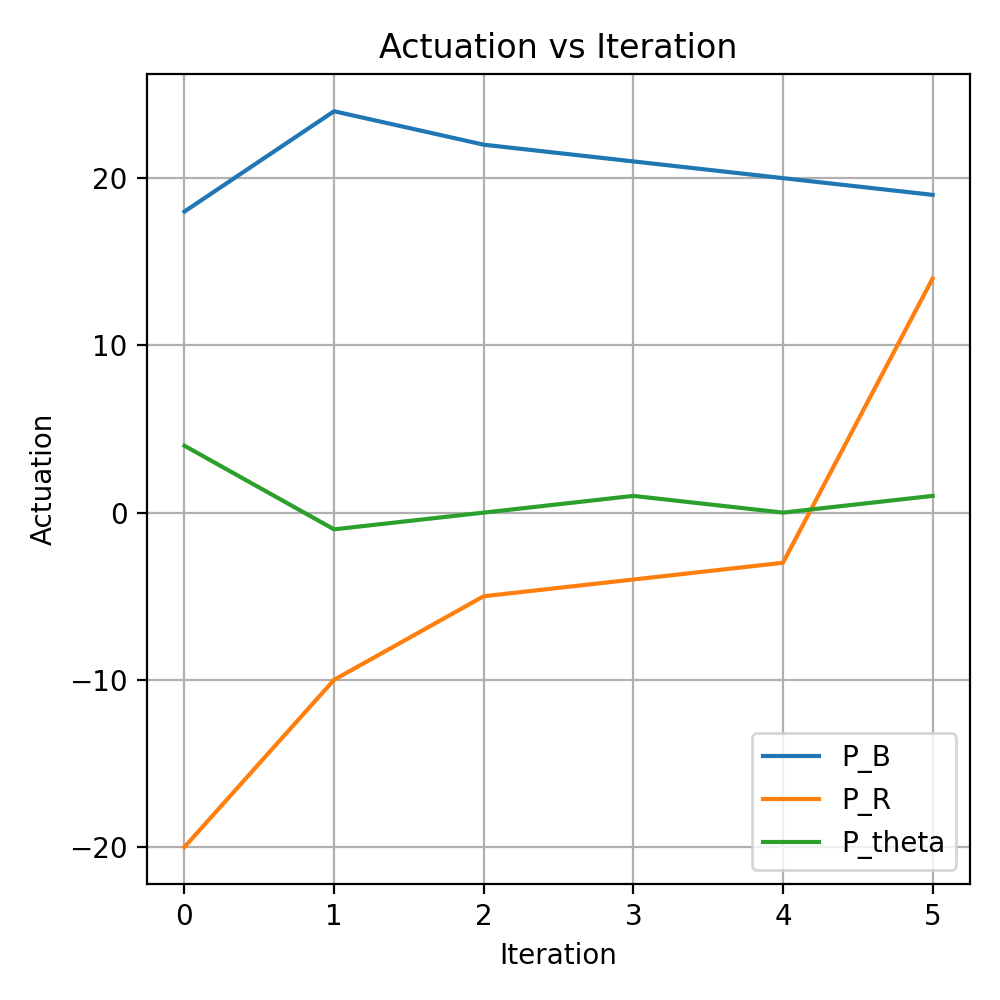 Actuation vs Iteration
Actuation
20
10
0
−10
−20
0 1 2 3 4 5
Iteration
P_B
P_R
P_theta